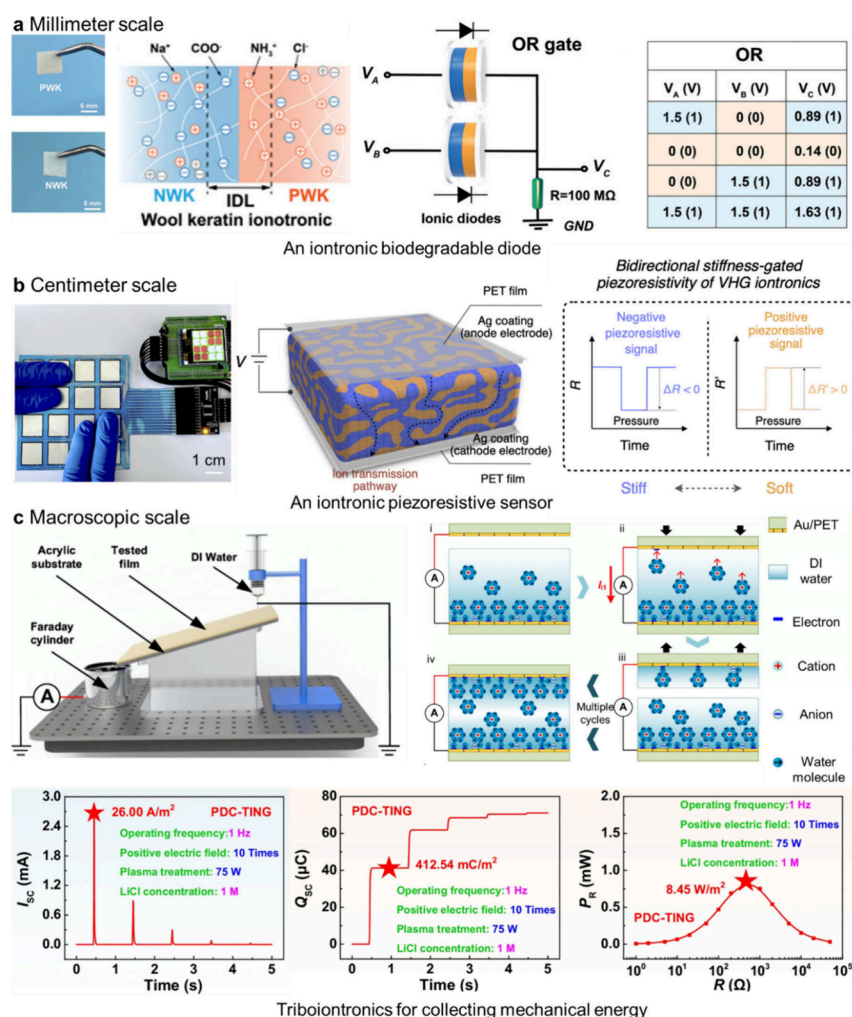 a Millimeter scale
PWK
5 mm
NWK
5 mm
Na⁺ COO⁻ NH₃⁺ Cl⁻
NWK IDL PWK
Wool keratin ionotronic
OR gate
V_A
V_B
V_C
Ionic diodes
R=100 MΩ
GND
OR
V_A (V) V_B (V) V_C (V)
1.5 (1) 0 (0) 0.89 (1)
0 (0) 0 (0) 0.14 (0)
0 (0) 1.5 (1) 0.89 (1)
1.5 (1) 1.5 (1) 1.63 (1)
An iontronic biodegradable diode
b Centimeter scale
1 cm
V
PET film
Ag coating
(anode electrode)
Ag coating
(cathode electrode)
Ion transmission
pathway
PET film
Bidirectional stiffness-gated
piezoresistivity of VHG iontronics
Negative
piezoresistive
signal
R
ΔR < 0
Pressure
Time
Positive
piezoresistive
signal
R'
ΔR' > 0
Pressure
Time
Stiff Soft
An iontronic piezoresistive sensor
c Macroscopic scale
Acrylic
substrate
Tested
film
DI Water
Faraday
cylinder
A
i
A
ii
A
I_i1
iii
A
iv
A
Multiple
cycles
Au/PET
DI
water
Electron
Cation
Anion
Water
molecule
3.0
2.4
1.8
1.2
0.6
0.0
I_SC (mA)
26.00 A/m² PDC-TING
Operating frequency:1 Hz
Positive electric field: 10 Times
Plasma treatment: 75 W
LiCl concentration: 1 M
0 1 2 3 4 5
Time (s)
80
60
40
20
0
Q_SC (μC)
PDC-TING
412.54 mC/m²
Operating frequency:1 Hz
Positive electric field: 10 Times
Plasma treatment: 75 W
LiCl concentration: 1 M
0 1 2 3 4 5
Time (s)
2.0
1.5
1.0
0.5
0.0
P_R (mW)
Operating frequency:1 Hz
Positive electric field: 10 Times
Plasma treatment: 75 W
LiCl concentration: 1 M
8.45 W/m²
PDC-TING
10⁰ 10¹ 10² 10³ 10⁴ 10⁵
R (Ω)
Triboiontronics for collecting mechanical energy